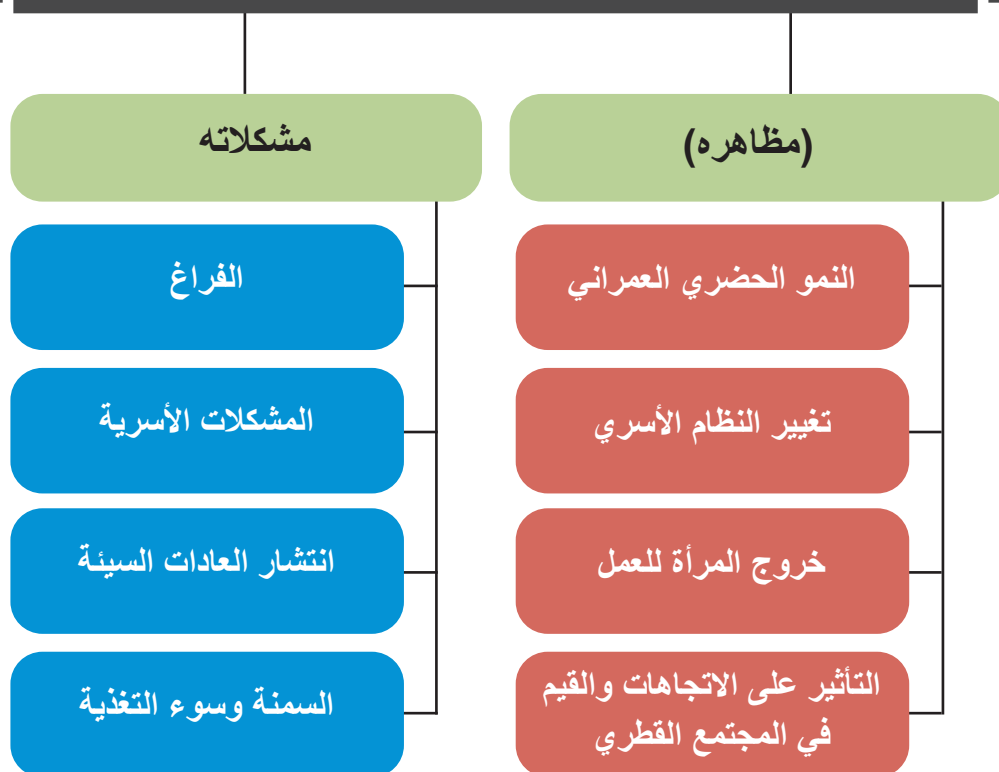 (مظاهره)
النمو الحضري العمراني
تغيير النظام الأسري
خروج المرأة للعمل
التأثير على الاتجاهات والقيم
في المجتمع القطري
مشكلاته
الفراغ
المشكلات الأسرية
انتشار العادات السيئة
السمنة وسوء التغذية